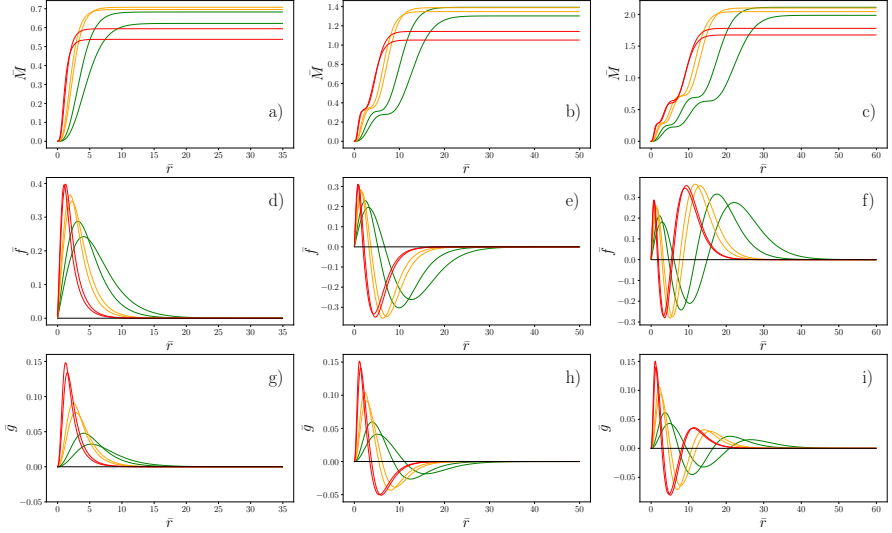 0.7
0.6
0.5
0.4
0.3
0.2
0.1
0.0
M̄
a)
0 5 10 15 20 25 30 35
r̄
1.4
1.2
1.0
0.8
0.6
0.4
0.2
0.0
M̄
b)
0 10 20 30 40 50
r̄
2.0
1.5
1.0
0.5
0.0
M̄
c)
0 10 20 30 40 50 60
r̄
0.4
0.3
0.2
0.1
0.0
f̄
d)
0 5 10 15 20 25 30 35
r̄
0.3
0.2
0.1
0.0
−0.1
−0.2
−0.3
f̄
e)
0 10 20 30 40 50
r̄
0.3
0.2
0.1
0.0
−0.1
−0.2
−0.3
f̄
f)
0 10 20 30 40 50 60
r̄
0.15
0.10
0.05
0.00
−0.05
ḡ
g)
0 5 10 15 20 25 30 35
r̄
0.15
0.10
0.05
0.00
−0.05
ḡ
h)
0 10 20 30 40 50
r̄
0.15
0.10
0.05
0.00
−0.05
ḡ
i)
0 10 20 30 40 50 60
r̄